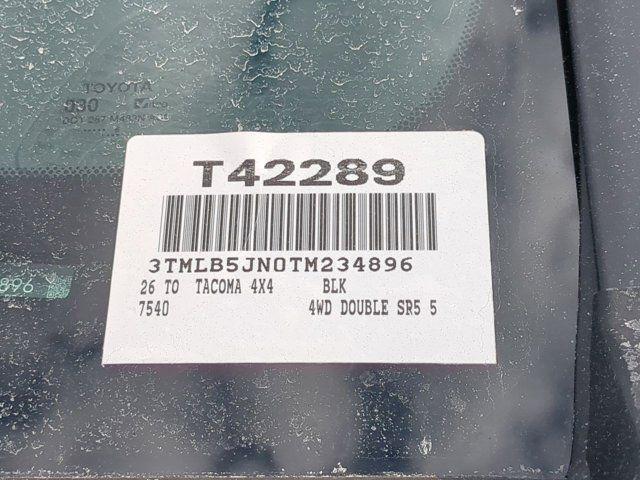 TOYOTA
T42289
3TMLB5JN0TM234896
26 TO TACOMA 4X4 BLK
7540 4WD DOUBLE SR5 5
896